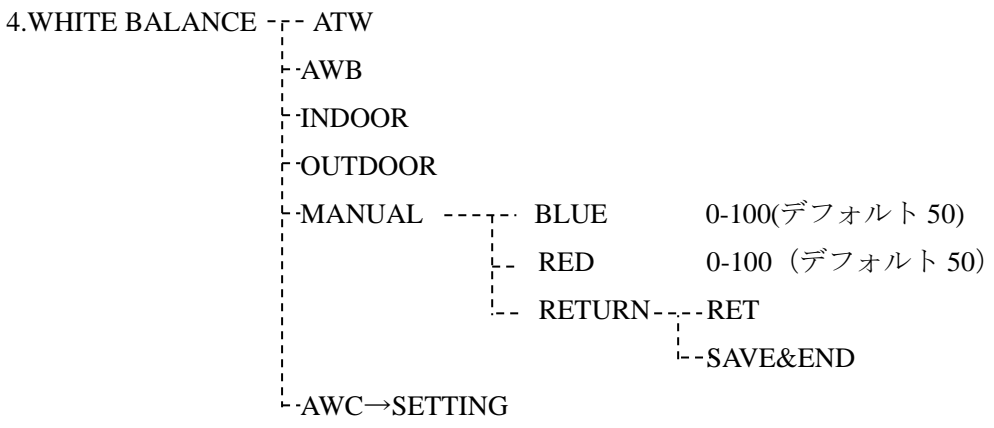 4.WHITE BALANCE ATW
AWB
INDOOR
OUTDOOR
MANUAL BLUE 0-100(デフォルト 50)
RED 0-100（デフォルト 50）
RETURN RET
SAVE&END
AWC→SETTING